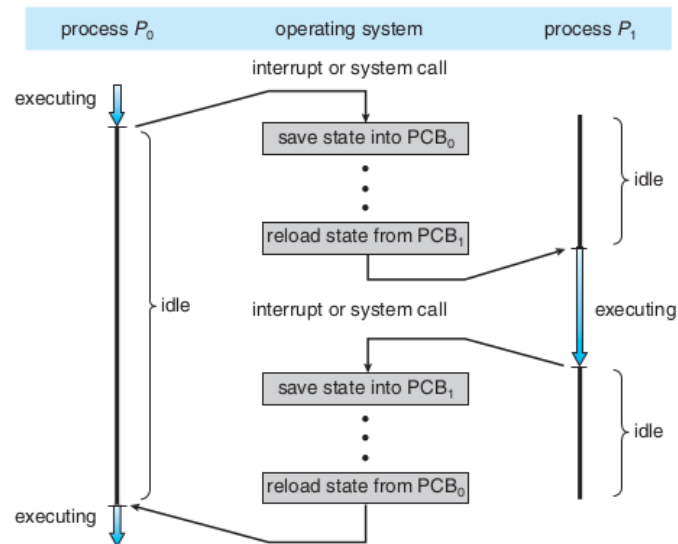 process P₀ operating system process P₁
interrupt or system call
executing
save state into PCB₀
idle
reload state from PCB₁
idle
interrupt or system call
executing
save state into PCB₁
idle
reload state from PCB₀
executing